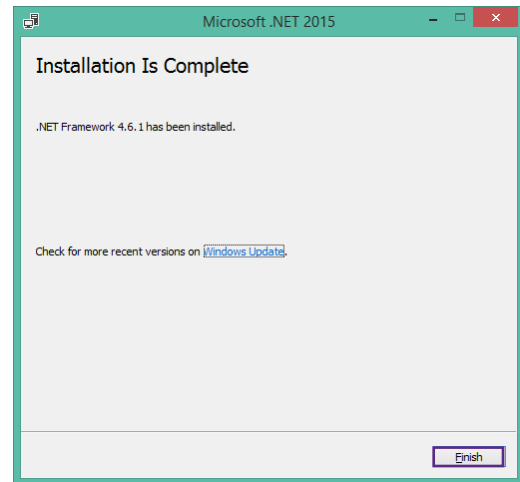 Microsoft .NET 2015
Installation Is Complete
.NET Framework 4.6.1 has been installed.
Check for more recent versions on Windows Update.
Finish